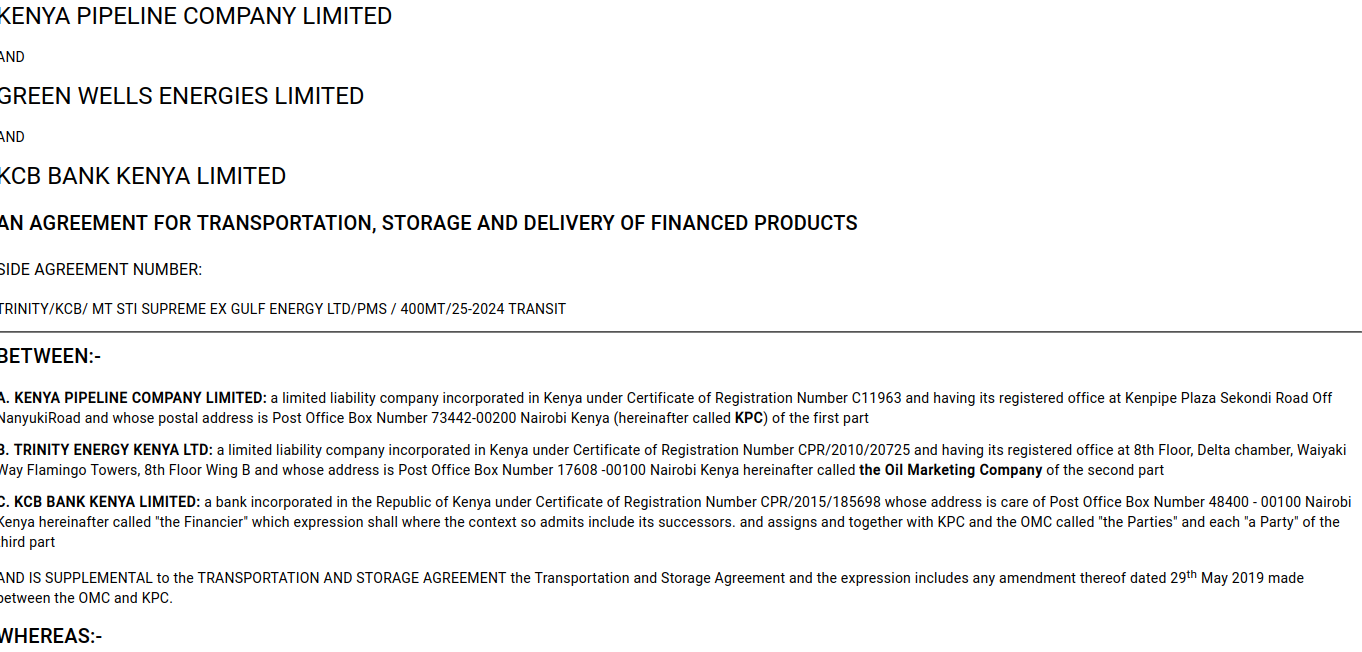 KENYA PIPELINE COMPANY LIMITED
AND
GREEN WELLS ENERGIES LIMITED
AND
KCB BANK KENYA LIMITED
AN AGREEMENT FOR TRANSPORTATION, STORAGE AND DELIVERY OF FINANCED PRODUCTS
SIDE AGREEMENT NUMBER:
TRINITY/KCB/ MT STI SUPREME EX GULF ENERGY LTD/PMS / 400MT/25-2024 TRANSIT
BETWEEN:-
A. KENYA PIPELINE COMPANY LIMITED: a limited liability company incorporated in Kenya under Certificate of Registration Number C11963 and having its registered office at Kenpipe Plaza Sekondi Road Off
NanyukiRoad and whose postal address is Post Office Box Number 73442-00200 Nairobi Kenya (hereinafter called KPC) of the first part
B. TRINITY ENERGY KENYA LTD: a limited liability company incorporated in Kenya under Certificate of Registration Number CPR/2010/20725 and having its registered office at 8th Floor, Delta chamber, Waiyaki
Way Flamingo Towers, 8th Floor Wing B and whose address is Post Office Box Number 17608 -00100 Nairobi Kenya hereinafter called the Oil Marketing Company of the second part
C. KCB BANK KENYA LIMITED: a bank incorporated in the Republic of Kenya under Certificate of Registration Number CPR/2015/185698 whose address is care of Post Office Box Number 48400 - 00100 Nairobi
Kenya hereinafter called "the Financier" which expression shall where the context so admits include its successors. and assigns and together with KPC and the OMC called "the Parties" and each "a Party" of the
third part
AND IS SUPPLEMENTAL to the TRANSPORTATION AND STORAGE AGREEMENT the Transportation and Storage Agreement and the expression includes any amendment thereof dated 29th May 2019 made
between the OMC and KPC.
WHEREAS:-